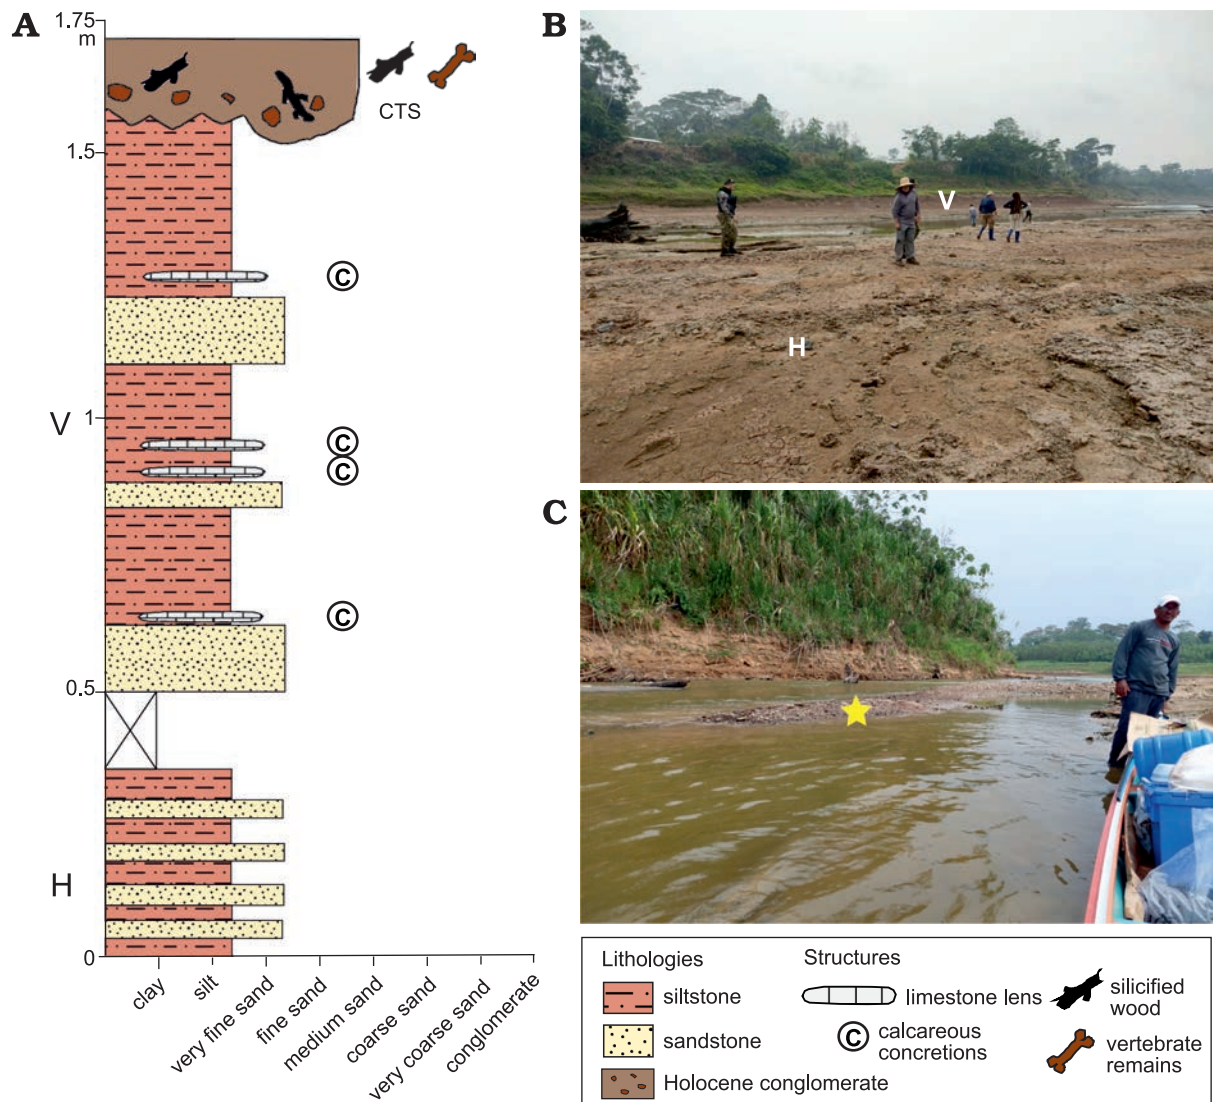 A
1.75
m
CTS
1.5
V
1
0.5
H
0
clay
silt
very fine sand
fine sand
medium sand
coarse sand
very coarse sand
conglomerate
C
C
C
C
B
V
H
C
Lithologies
siltstone
sandstone
Holocene conglomerate
Structures
limestone lens
C calcareous
concretions
silicified
wood
vertebrate
remains